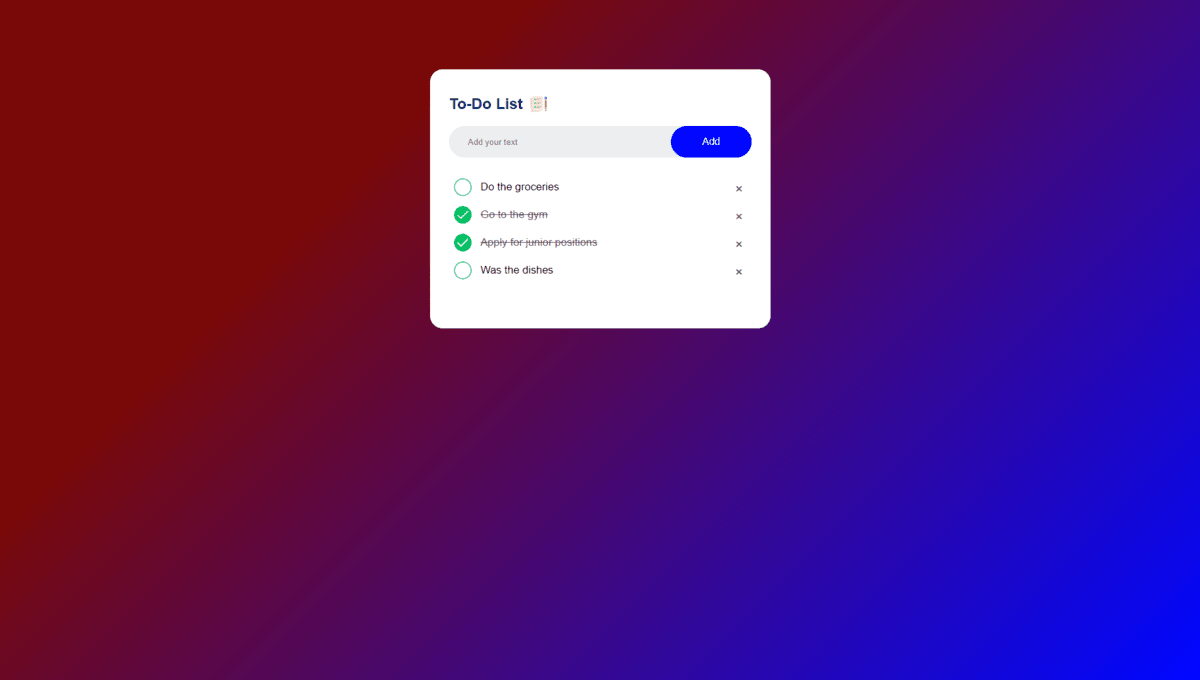 To-Do List
Add your text
Add
Do the groceries
×
Go to the gym
×
Apply for junior positions
×
Was the dishes
×